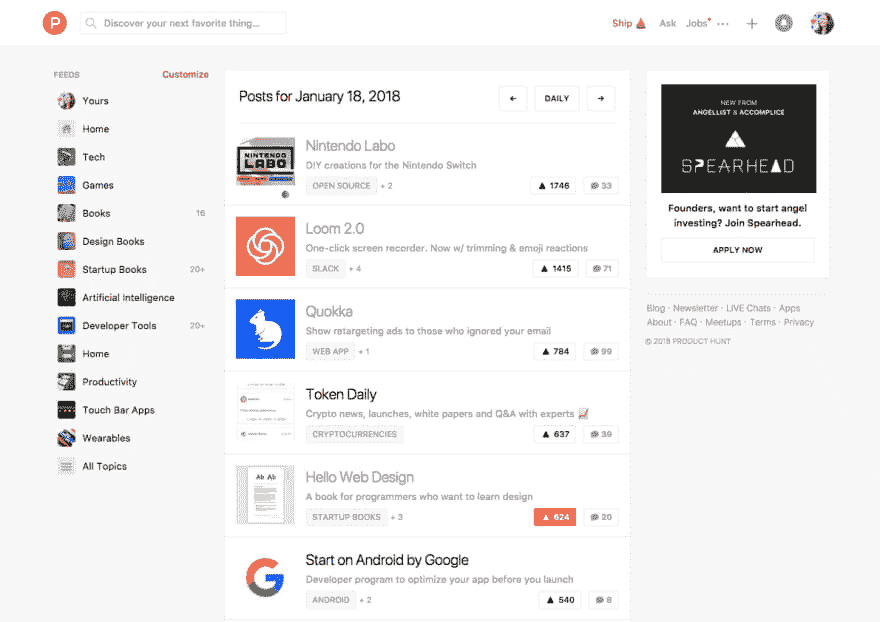 P
Discover your next favorite thing...
Ship
Ask
Jobs
FEEDS
Customize
Yours
Home
Tech
Games
Books 16
Design Books
Startup Books 20+
Artificial Intelligence
Developer Tools 20+
Home
Productivity
Touch Bar Apps
Wearables
All Topics
Posts for January 18, 2018
← DAILY →
NINTENDO
LABO
Nintendo Labo
DIY creations for the Nintendo Switch
OPEN SOURCE + 2
1746 33
Loom 2.0
One-click screen recorder. Now w/ trimming & emoji reactions
SLACK + 4
1415 71
Quokka
Show retargeting ads to those who ignored your email
WEB APP + 1
784 99
Token Daily
Crypto news, launches, white papers and Q&A with experts
CRYPTOCURRENCIES
637 39
Ab Ab
Hello Web Design
A book for programmers who want to learn design
STARTUP BOOKS + 3
624 20
G
Start on Android by Google
Developer program to optimize your app before you launch
ANDROID + 2
540 8
NEW FROM
ANGELLIST & ACCOMPLICE
SPEARHEAD
Founders, want to start angel
investing? Join Spearhead.
APPLY NOW
Blog · Newsletter · LIVE Chats · Apps
About · FAQ · Meetups · Terms · Privacy
© 2018 PRODUCT HUNT